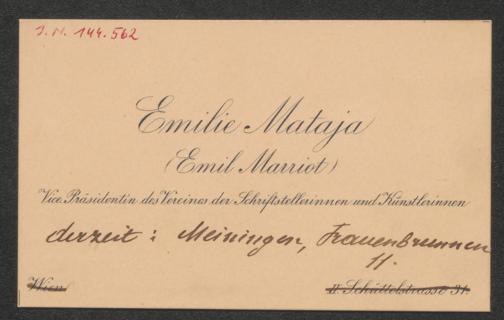 J.N. 144.562
Emilie Mataja
(Emil Marriot)
Vice Präsidentin des Vereines der Schriftstellerinnen und Künstlerinnen
derzeit: Meiningen, Frauenbrunnen
11.
Wien
II. Schüttelstrasse 31.